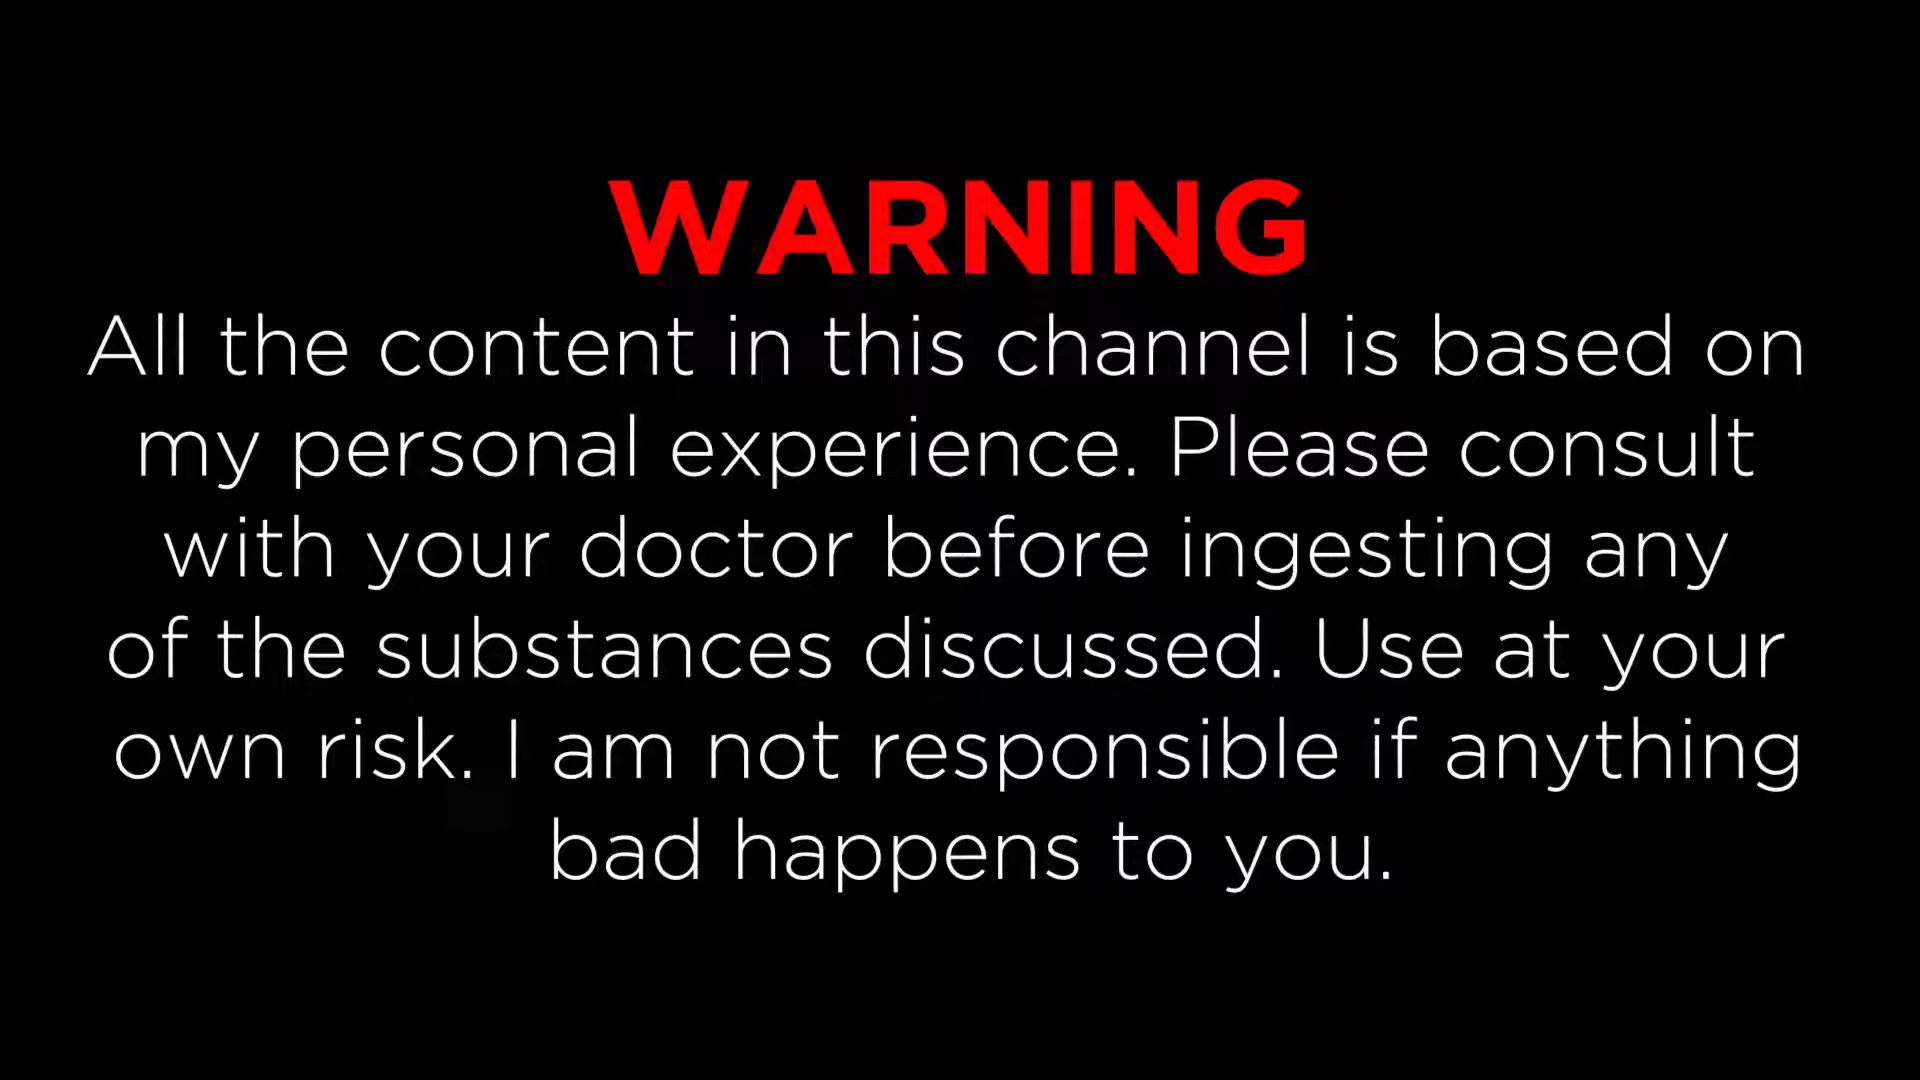 WARNING
All the content in this channel is based on
my personal experience. Please consult
with your doctor before ingesting any
of the substances discussed. Use at your
own risk. I am not responsible if anything
bad happens to you.